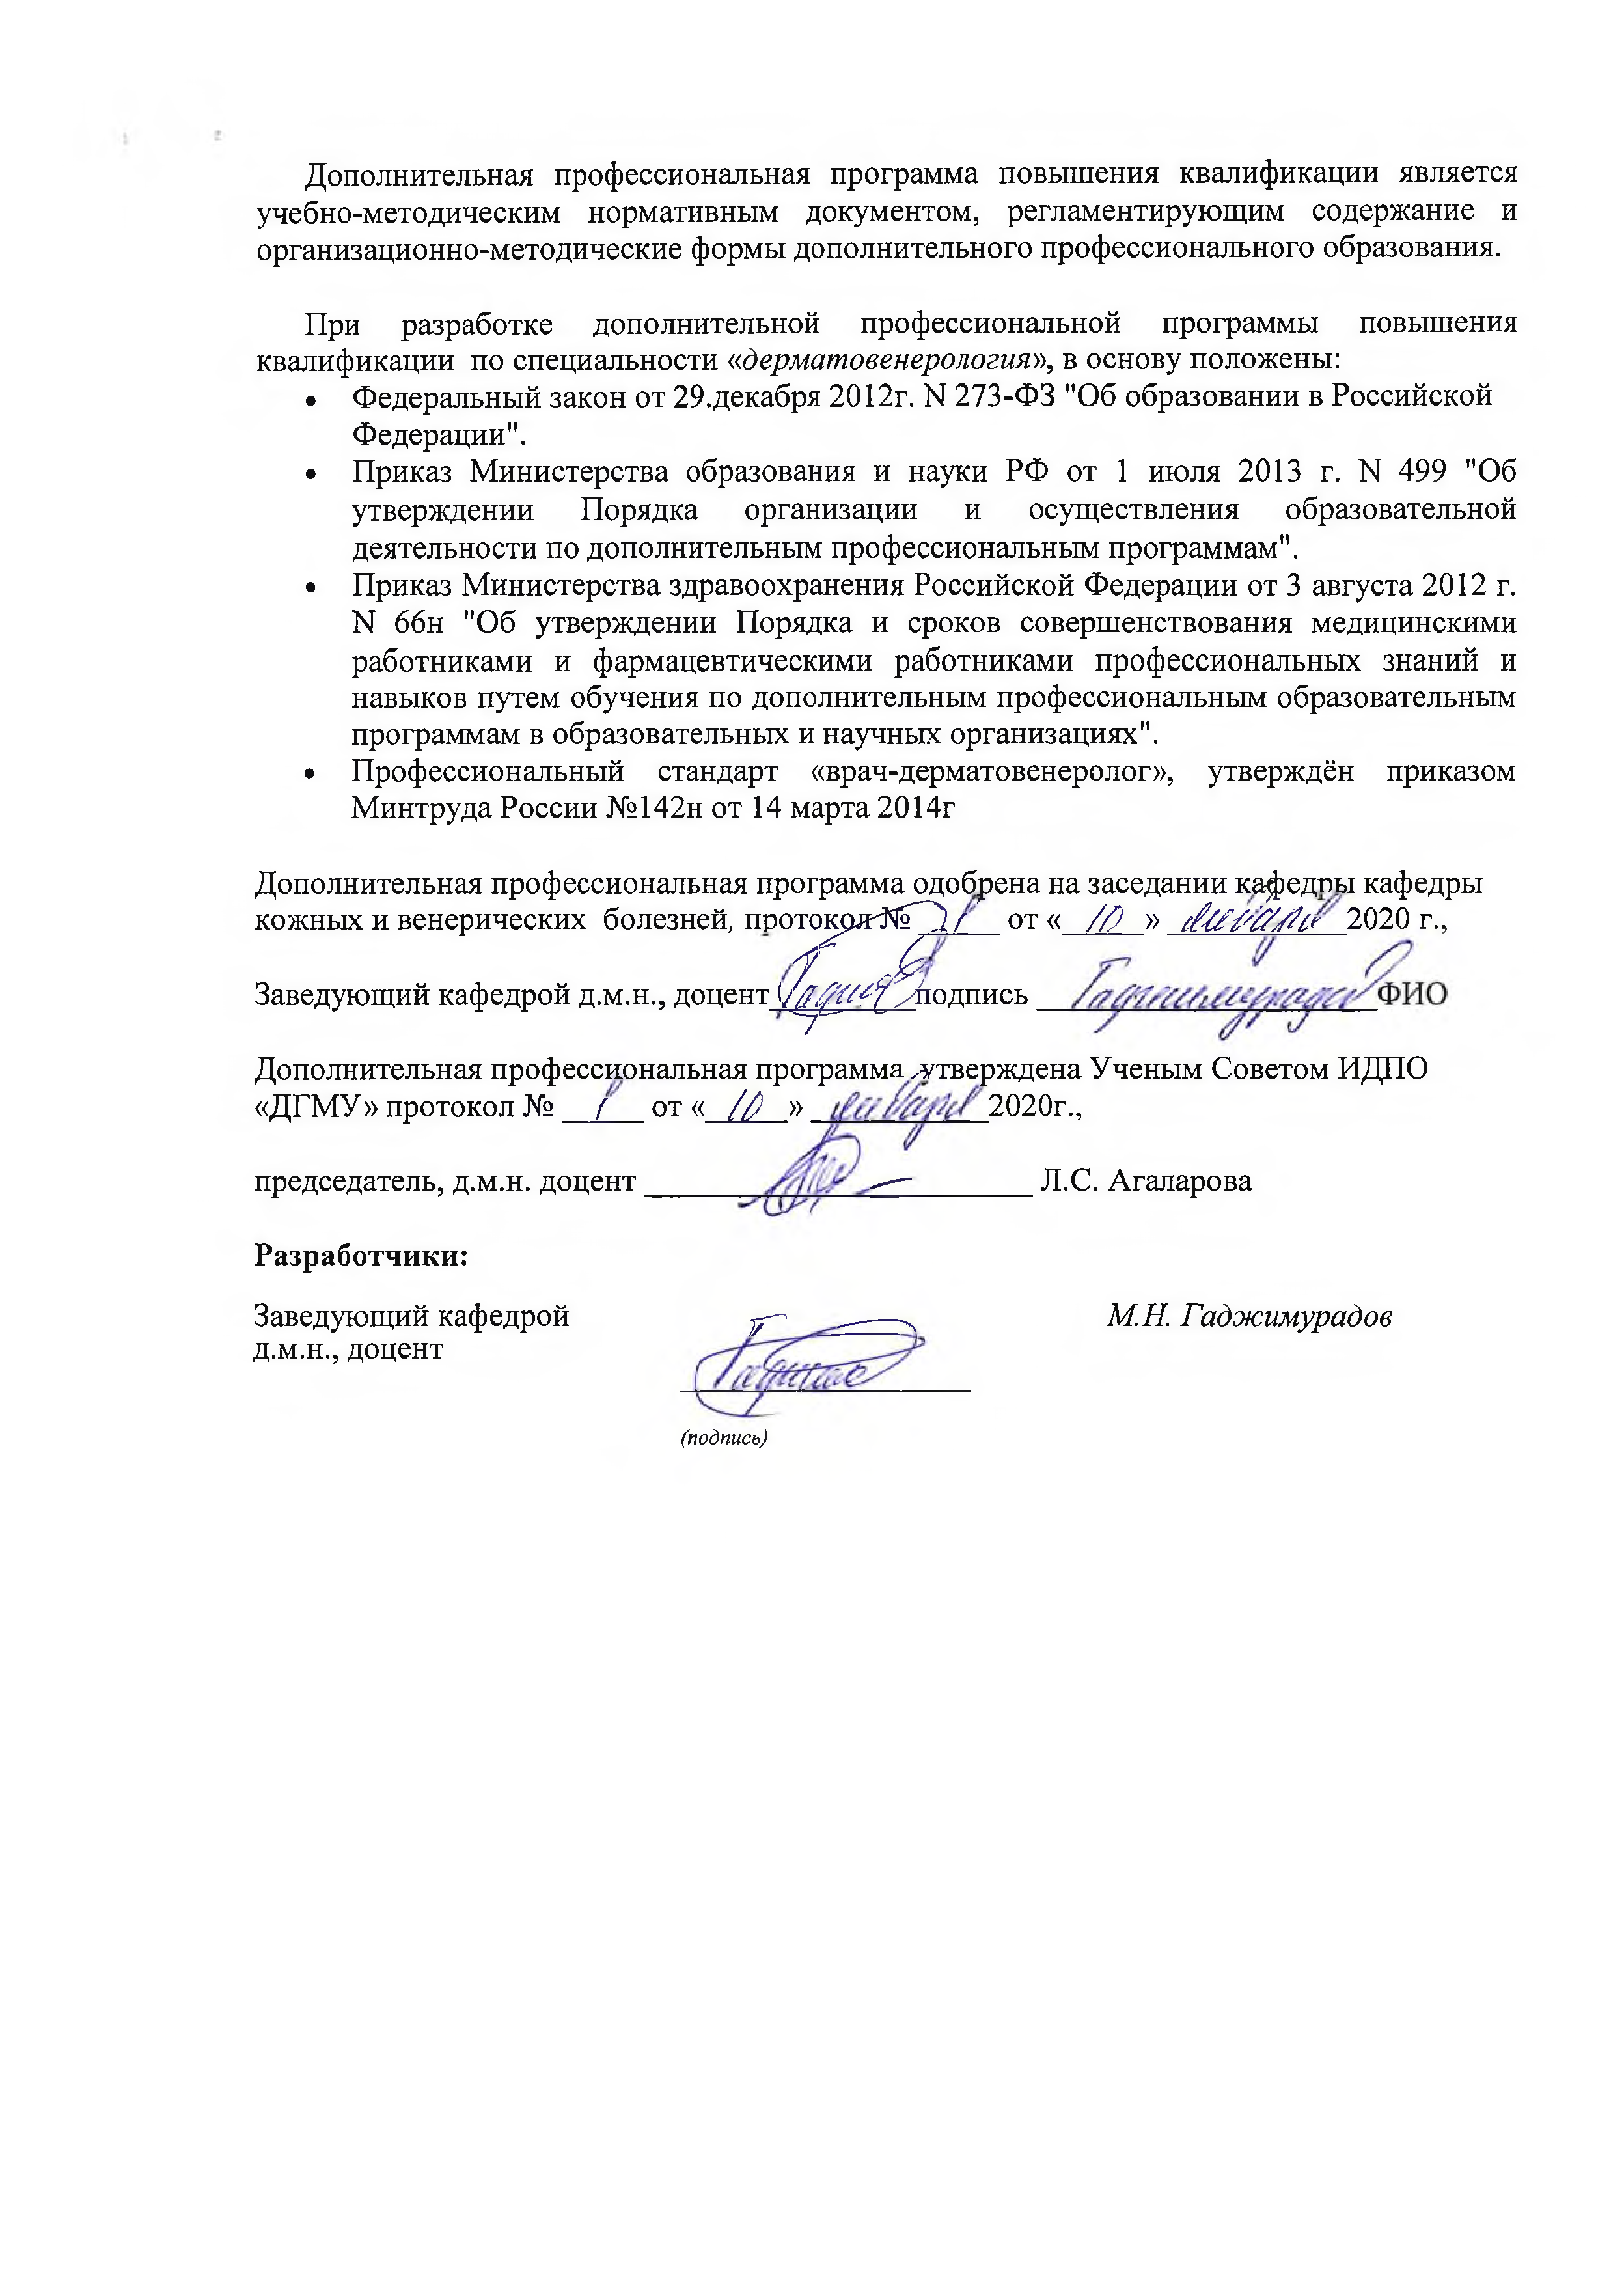 Дополнительная профессиональная программа повышения квалификации является
учебно-методическим нормативным документом, регламентирующим содержание и
организационно-методические формы дополнительного профессионального образования.
При разработке дополнительной профессиональной программы повышения
квалификации по специальности «дерматовенерология», в основу положены:
• Федеральный закон от 29.декабря 2012г. N 273-ФЗ "Об образовании в Российской
Федерации".
• Приказ Министерства образования и науки РФ от 1 июля 2013 г. N 499 "Об
утверждении Порядка организации и осуществления образовательной
деятельности по дополнительным профессиональным программам".
• Приказ Министерства здравоохранения Российской Федерации от 3 августа 2012 г.
N 66н "Об утверждении Порядка и сроков совершенствования медицинскими
работниками и фармацевтическими работниками профессиональных знаний и
навыков путем обучения по дополнительным профессиональным образовательным
программам в образовательных и научных организациях".
• Профессиональный стандарт «врач-дерматовенеролог», утверждён приказом
Минтруда России №142н от 14 марта 2014г
Дополнительная профессиональная программа одобрена на заседании кафедры кафедры
кожных и венерических болезней, протокол № от «10» января 2020 г.,
Заведующий кафедрой д.м.н., доцент подпись Гаджимурадов ФИО
Дополнительная профессиональная программа утверждена Ученым Советом ИДПО
«ДГМУ» протокол № 1 от «10» января 2020г.,
председатель, д.м.н. доцент Л.С. Агаларова
Разработчики:
Заведующий кафедрой М.Н. Гаджимурадов
д.м.н., доцент
(подпись)